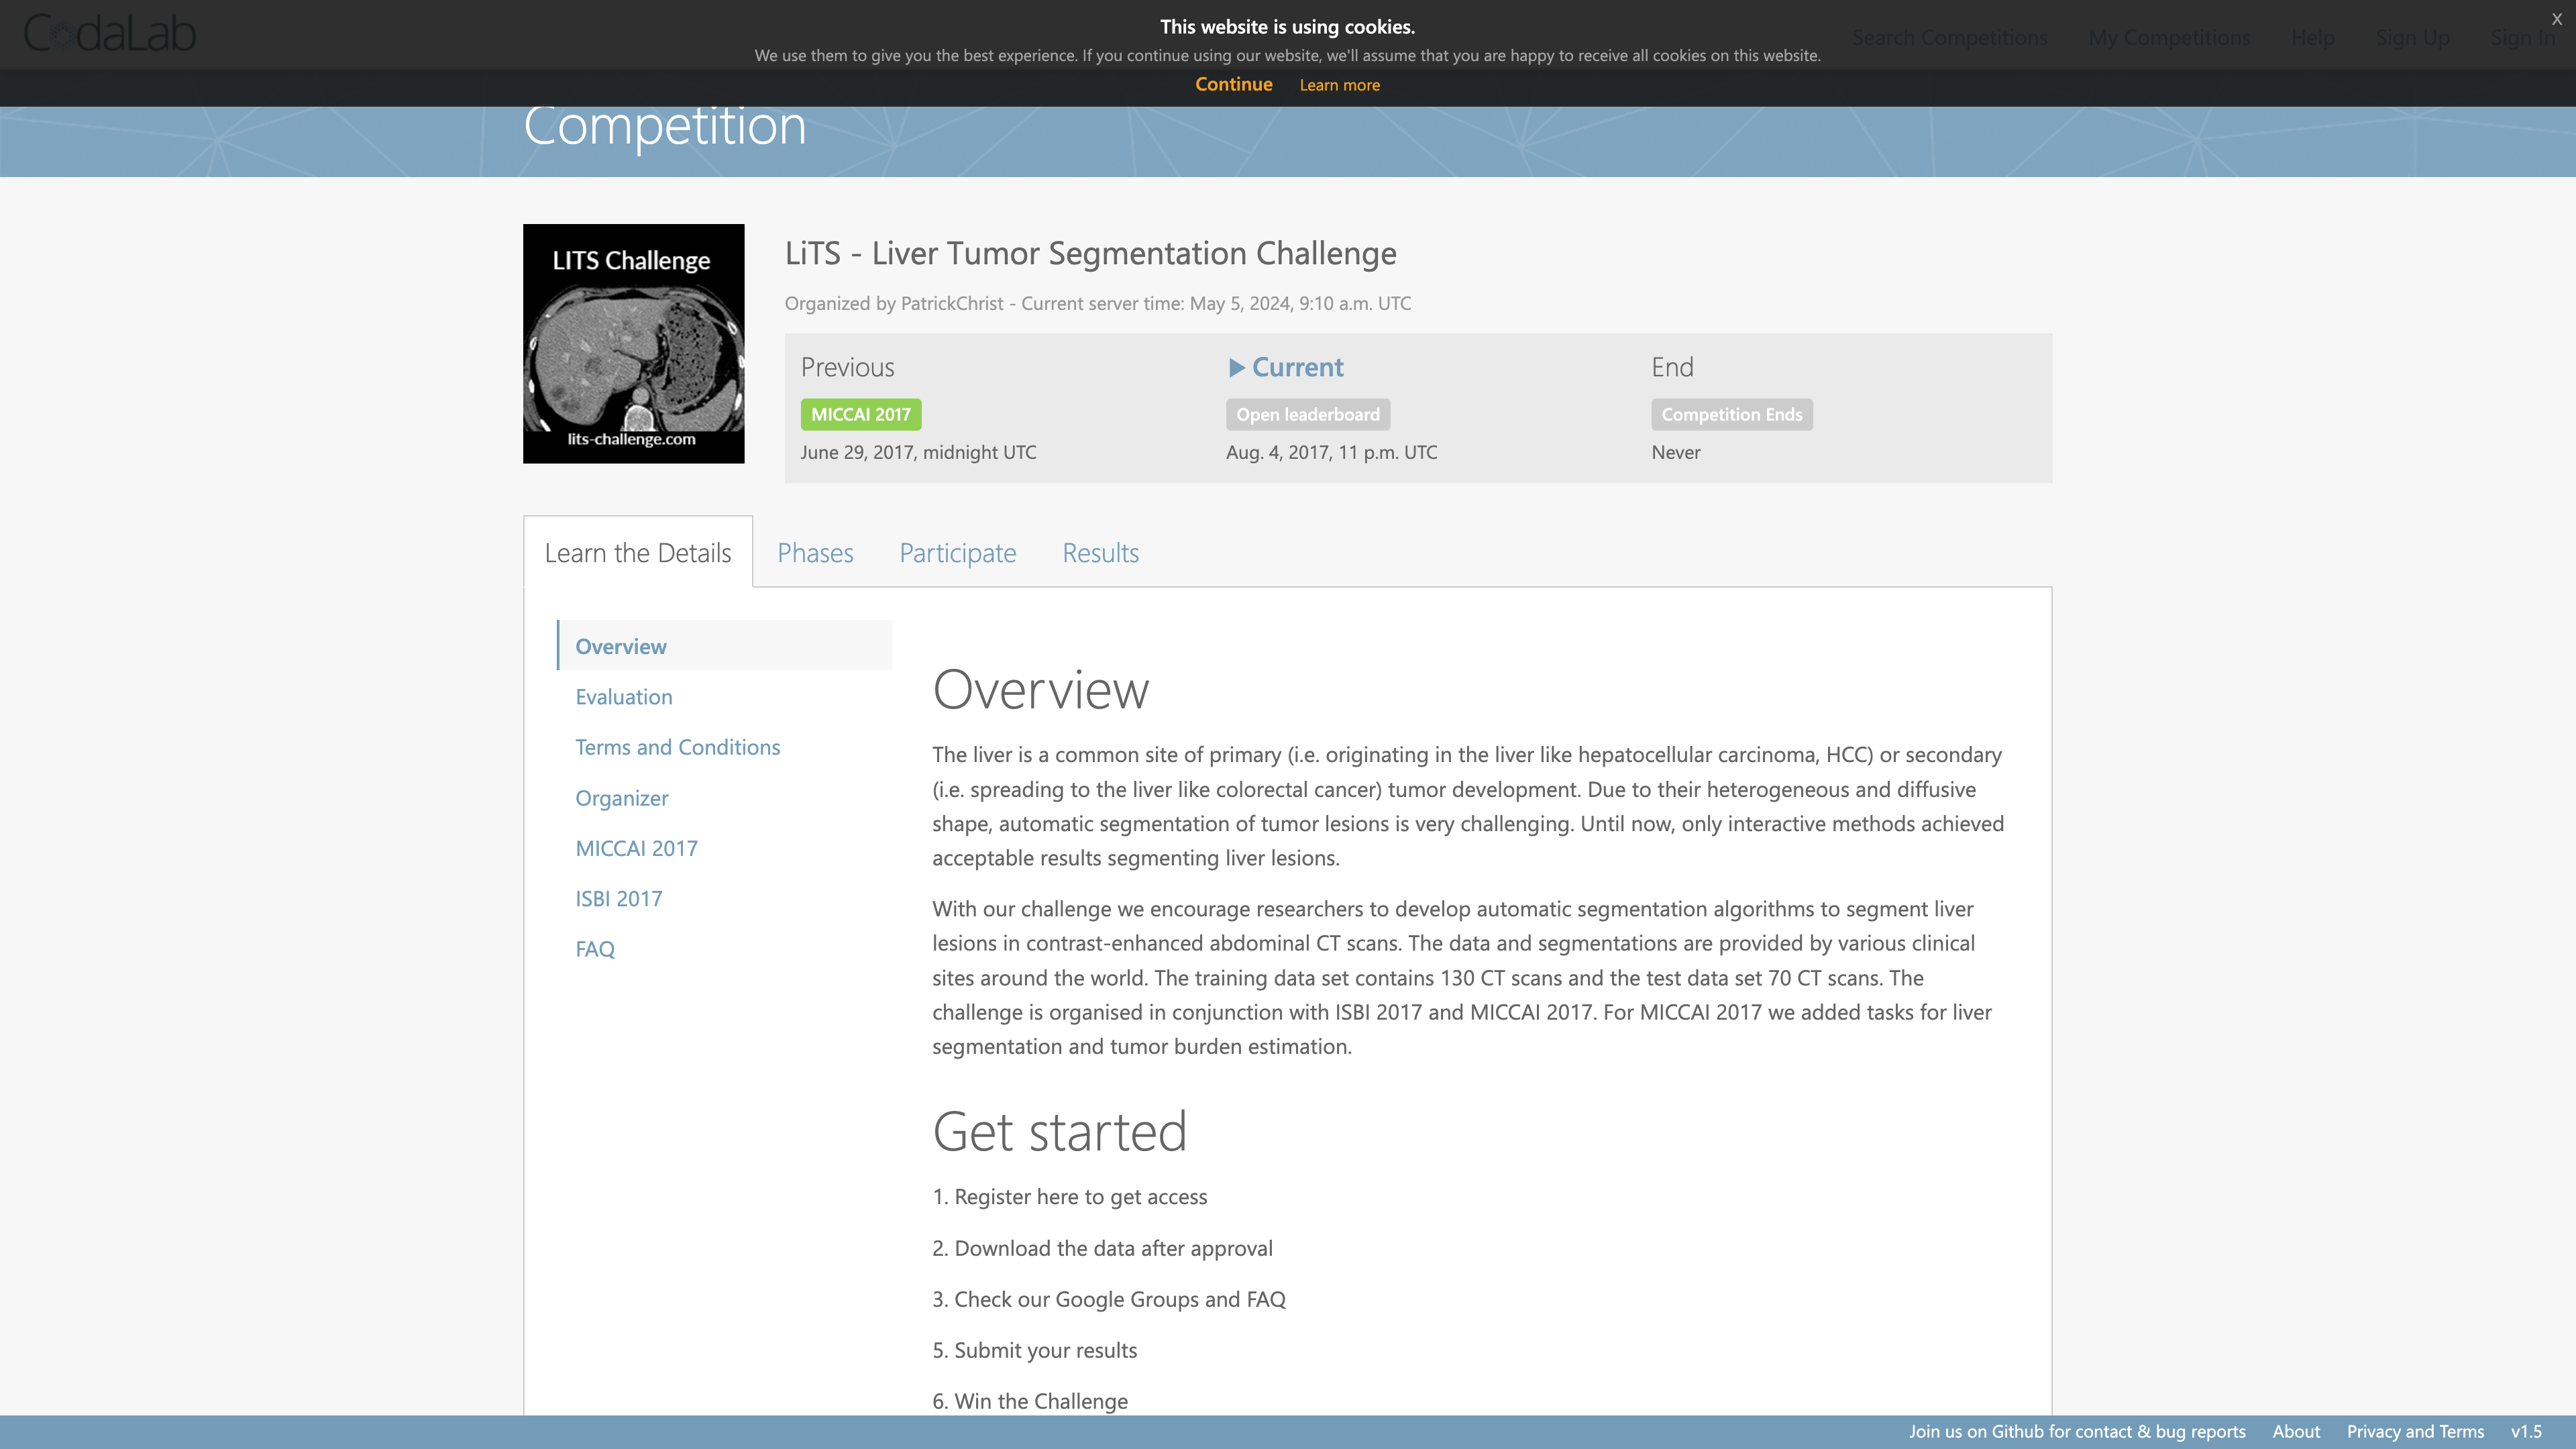 CodaLab
This website is using cookies.
X
Search Competitions My Competitions Help Sign Up Sign In
We use them to give you the best experience. If you continue using our website, we'll assume that you are happy to receive all cookies on this website.
Continue Learn more
Competition
LITS Challenge
lits-challenge.com
LiTS - Liver Tumor Segmentation Challenge
Organized by PatrickChrist - Current server time: May 5, 2024, 9:10 a.m. UTC
Previous
MICCAI 2017
June 29, 2017, midnight UTC
Current
Open leaderboard
Aug. 4, 2017, 11 p.m. UTC
End
Competition Ends
Never
Learn the Details Phases Participate Results
Overview
Evaluation
Terms and Conditions
Organizer
MICCAI 2017
ISBI 2017
FAQ
Overview
The liver is a common site of primary (i.e. originating in the liver like hepatocellular carcinoma, HCC) or secondary
(i.e. spreading to the liver like colorectal cancer) tumor development. Due to their heterogeneous and diffusive
shape, automatic segmentation of tumor lesions is very challenging. Until now, only interactive methods achieved
acceptable results segmenting liver lesions.
With our challenge we encourage researchers to develop automatic segmentation algorithms to segment liver
lesions in contrast-enhanced abdominal CT scans. The data and segmentations are provided by various clinical
sites around the world. The training data set contains 130 CT scans and the test data set 70 CT scans. The
challenge is organised in conjunction with ISBI 2017 and MICCAI 2017. For MICCAI 2017 we added tasks for liver
segmentation and tumor burden estimation.
Get started
1. Register here to get access
2. Download the data after approval
3. Check our Google Groups and FAQ
5. Submit your results
6. Win the Challenge
Join us on Github for contact & bug reports About Privacy and Terms v1.5